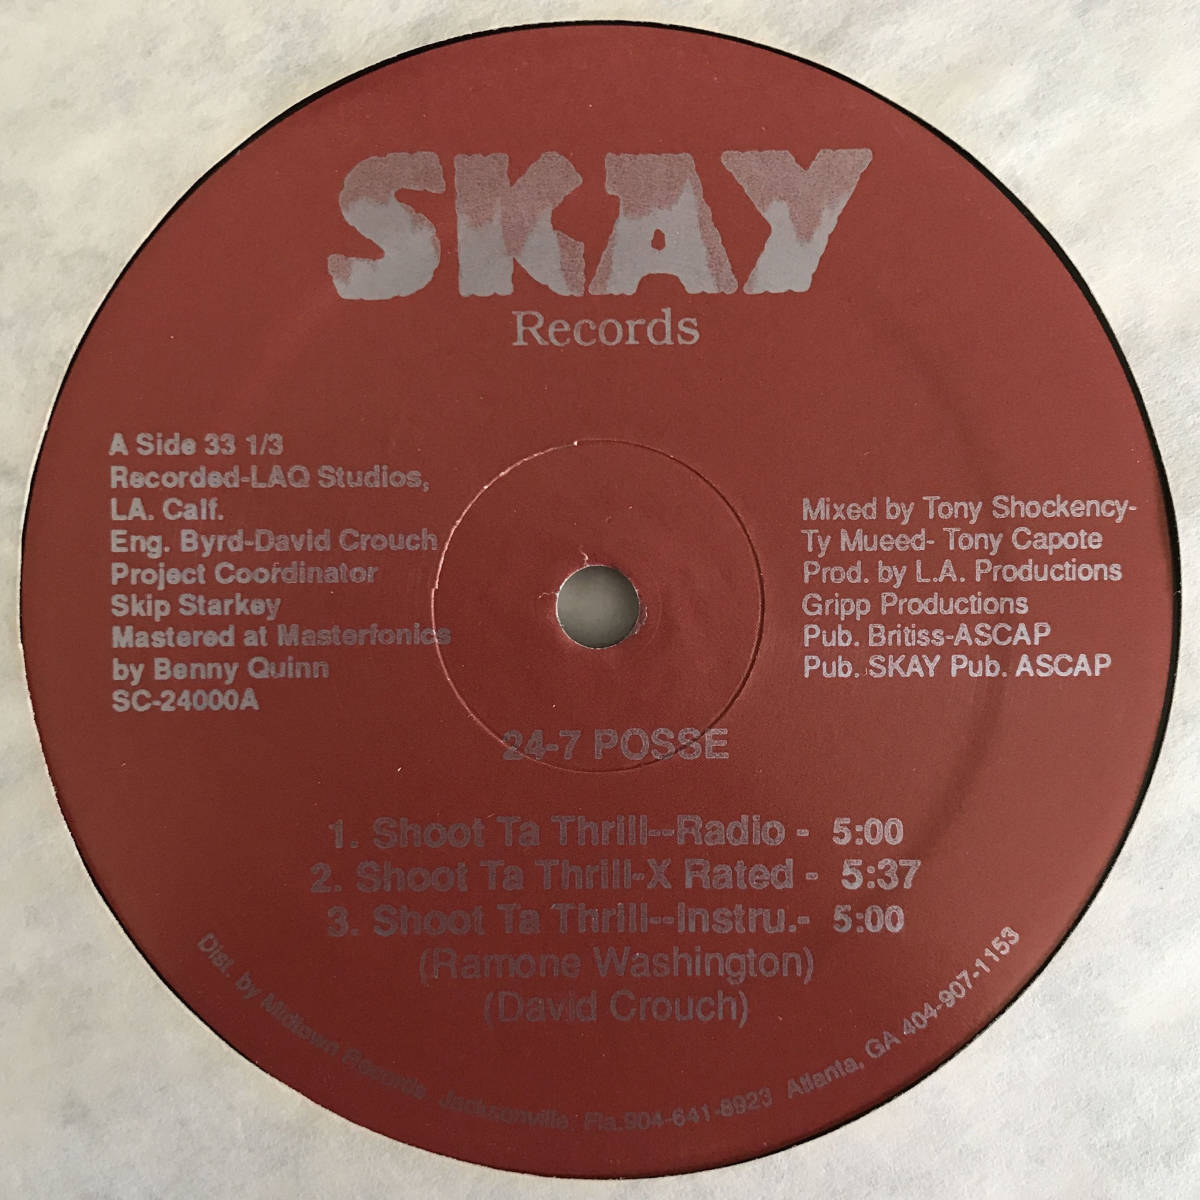 SKAY
Records
A Side 33 1/3
Recorded-LAQ Studios,
LA. Calf.
Eng. Byrd-David Crouch
Project Coordinator
Skip Starkey
Mastered at Masterfonics
by Benny Quinn
SC-24000A
Mixed by Tony Shockency-
Ty Mueed- Tony Capote
Prod. by L.A. Productions
Gripp Productions
Pub. Britiss-ASCAP
Pub. SKAY Pub. ASCAP
24-7 POSSE
1. Shoot Ta Thrill--Radio - 5:00
2. Shoot Ta Thrill-X Rated - 5:37
3. Shoot Ta Thrill--Instru.- 5:00
(Ramone Washington)
(David Crouch)
Dist. by Midtown Records Jacksonville Fla.904-641-8923 Atlanta, GA 404-907-1153